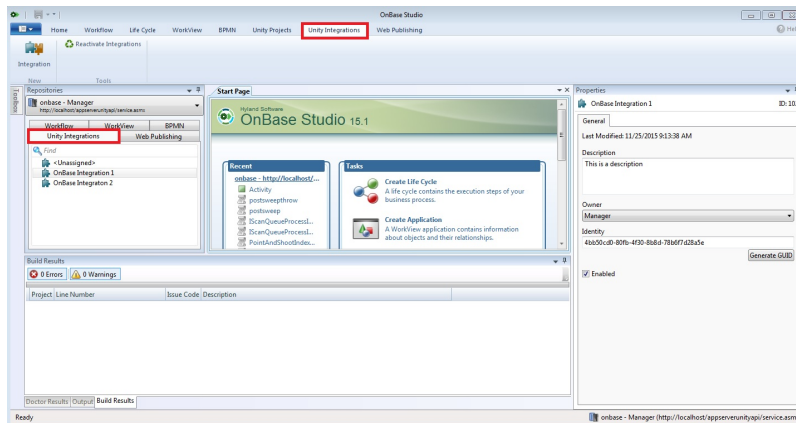 OnBase Studio
Home Workflow Life Cycle WorkView BPMN Unity Projects Unity Integrations Web Publishing
Reactivate Integrations
Integration
New Tools
Toolbox
Repositories
onbase - Manager
http://localhost/appserverunityapi/service.asmx
Workflow WorkView BPMN
Unity Integrations Web Publishing
Find
<Unassigned>
OnBase Integration 1
OnBase Integraton 2
Start Page
Hyland Software
OnBase Studio 15.1
Recent
onbase - http://localhost/...
Activity
postsweepthrow
postsweep
IScanQueueProcessI...
IScanQueueProcessI...
PointAndShootIndex...
Tasks
Create Life Cycle
A life cycle contains the execution steps of your
business process.
Create Application
A WorkView application contains information
about objects and their relationships.
Properties
OnBase Integration 1 ID: 10
General
Last Modified: 11/25/2015 9:13:38 AM
Description
This is a description
Owner
Manager
Identity
4bb50cd0-80fb-4f30-8b8d-78b6f7d28a5e
Generate GUID
Enabled
Build Results
0 Errors 0 Warnings
Project Line Number Issue Code Description
Doctor Results Output Build Results
Ready onbase - Manager (http://localhost/appserverunityapi/service.asm